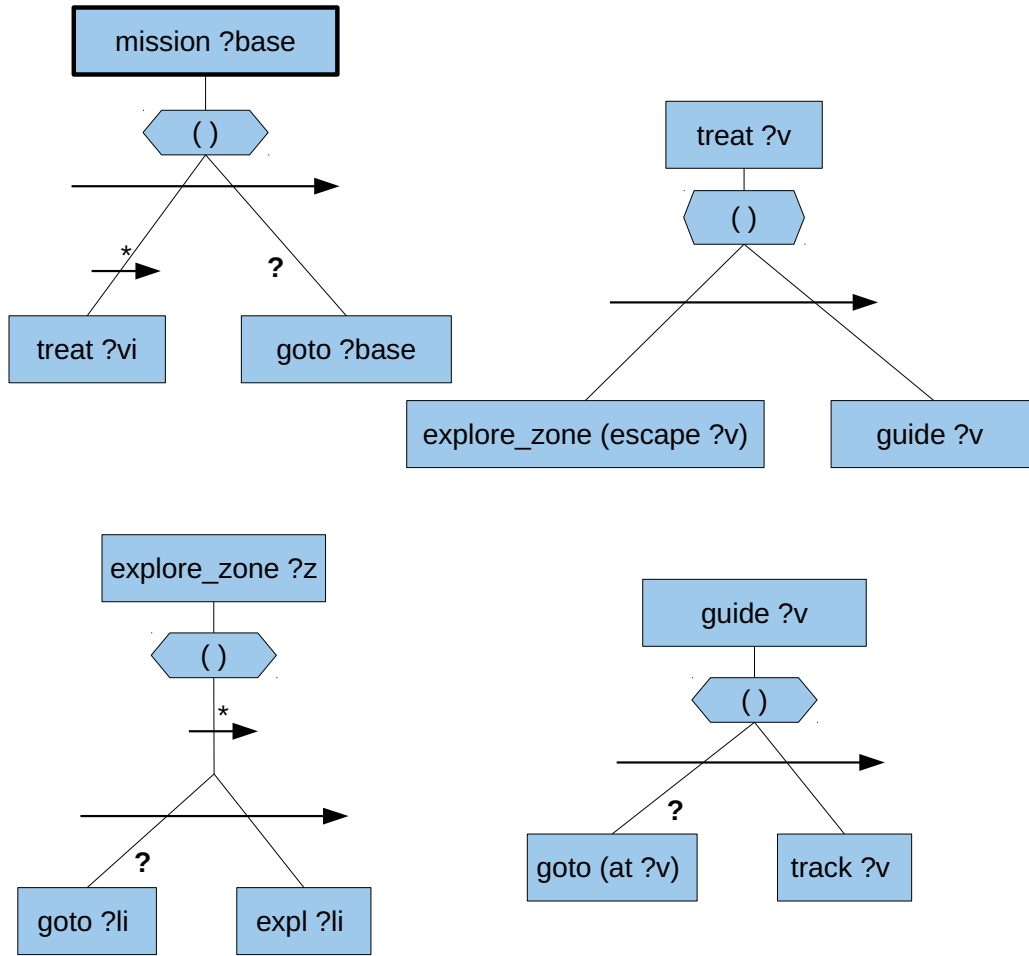 mission ?base
( )
*
?
treat ?vi
goto ?base
treat ?v
( )
explore_zone (escape ?v)
guide ?v
explore_zone ?z
( )
*
?
goto ?li
expl ?li
guide ?v
( )
?
goto (at ?v)
track ?v